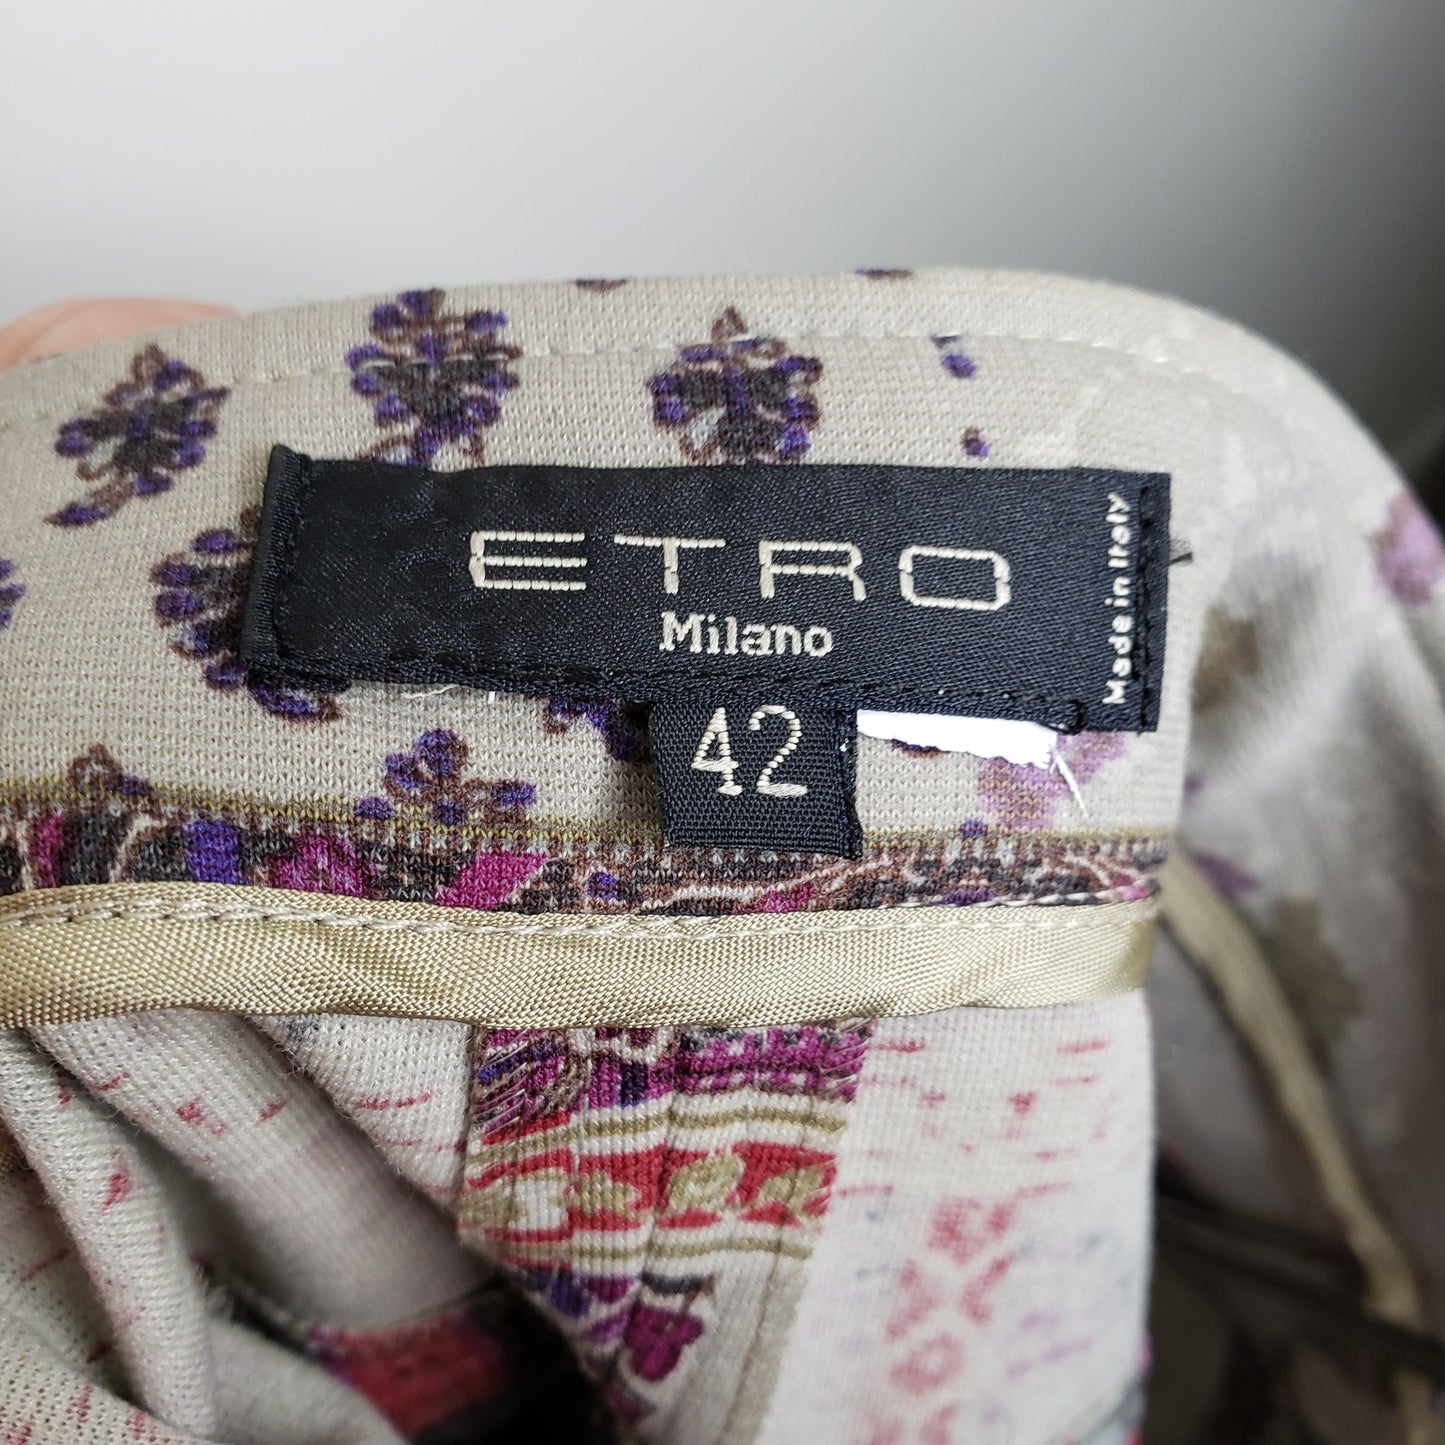 ETRO
Milano
Made in Italy
42